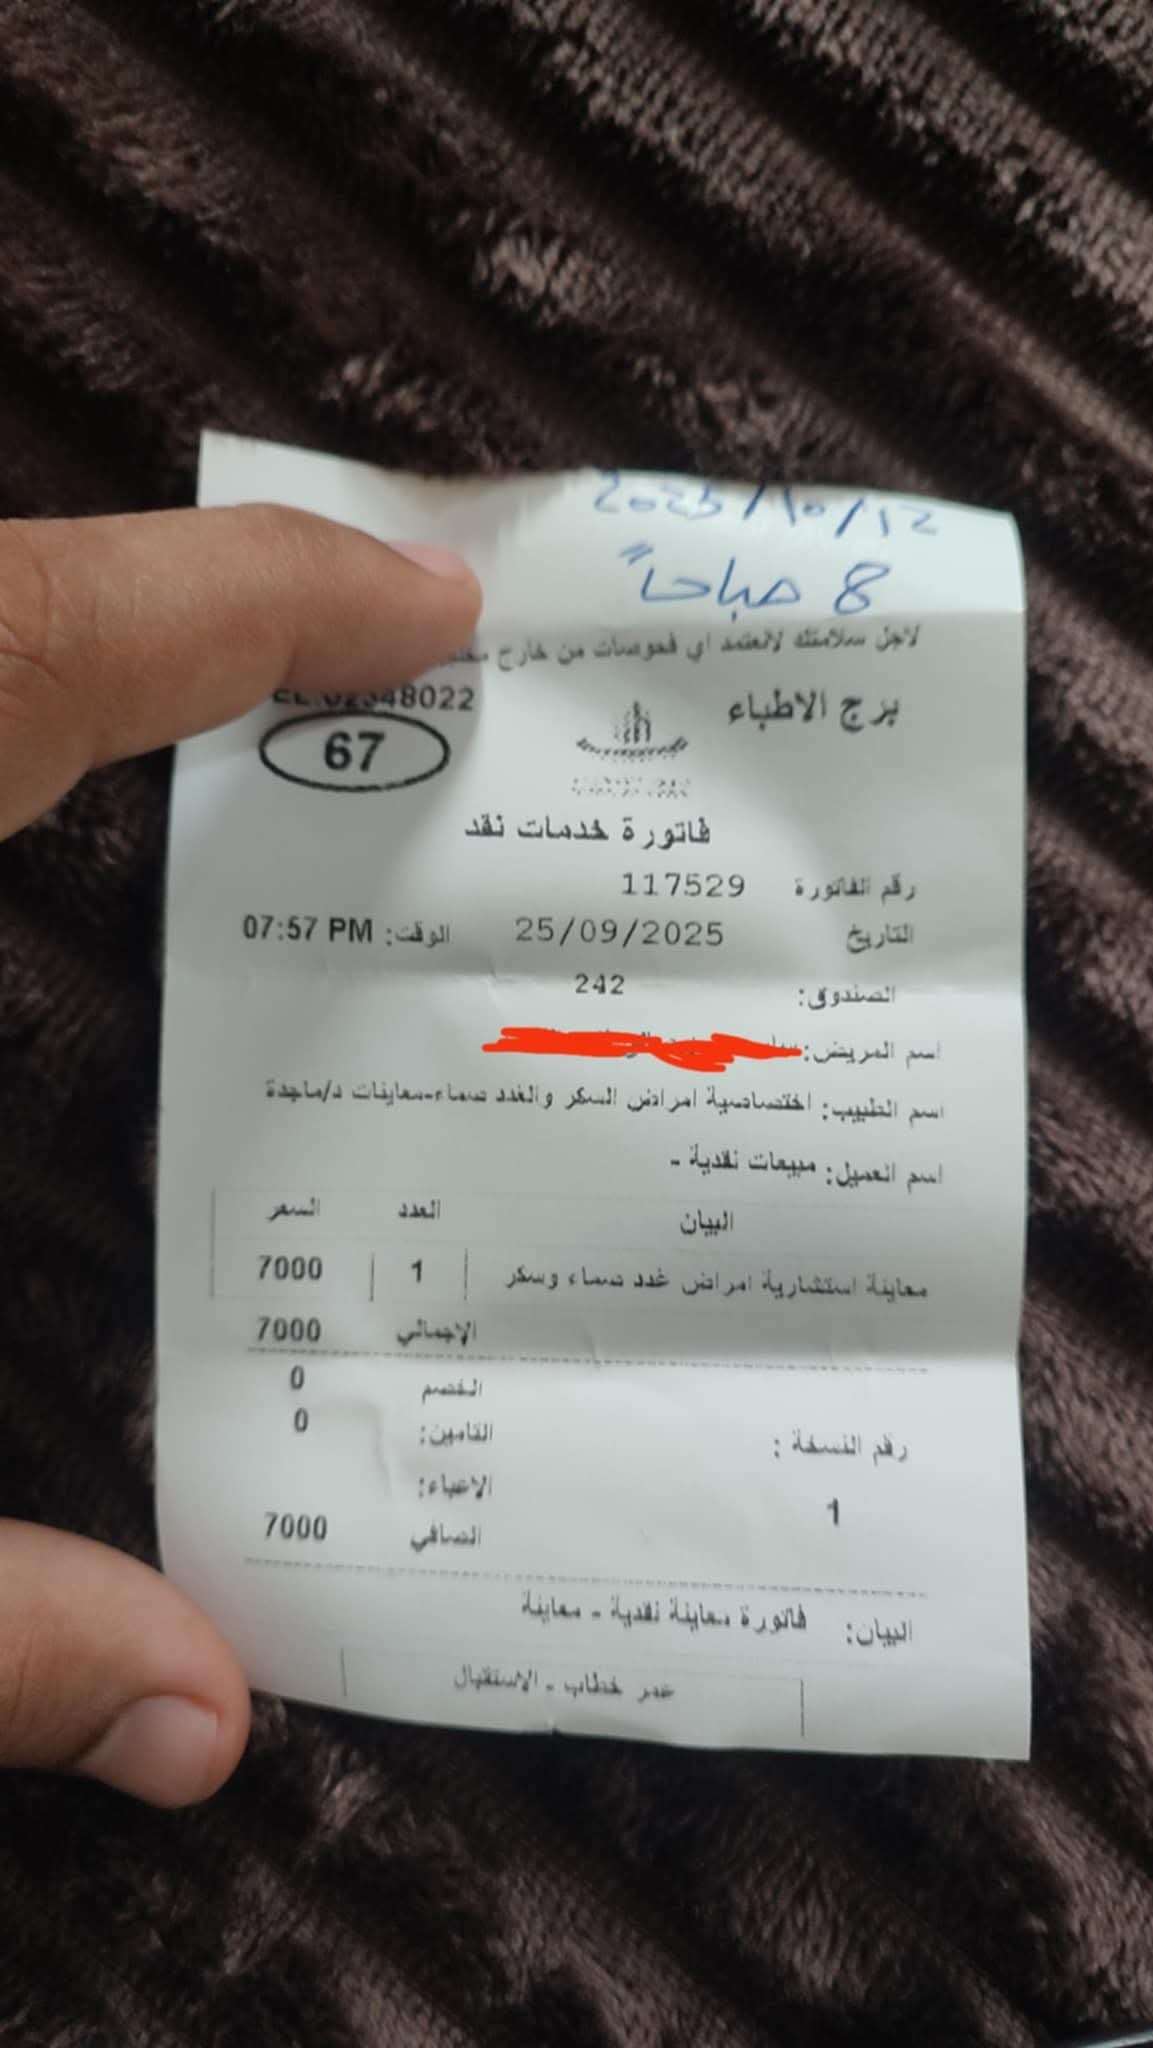 2025/10/12
8 صباحاً
لاجل سلامتك لانعتمد اي فحوصات من خارج
برج الاطباء
EL:02348022
67
فاتورة خدمات نقد
رقم الفاتورة 117529
التاريخ 25/09/2025 الوقت: 07:57 PM
الصندوق: 242
اسم المريض:
اسم الطبيب: اختصاصية امراض السكر والغدد صماء-معاينات د/ماجدة
اسم العميل: مبيعات نقدية -
البيان العدد السعر
معاينة استشارية امراض غدد صماء وسكر 1 7000
الاجمالي 7000
الخصم 0
التامين: 0
رقم النسخة :
الاعباء:
1
الصافي 7000
البيان: فاتورة معاينة نقدية - معاينة
عمر خطاب - الاستقبال